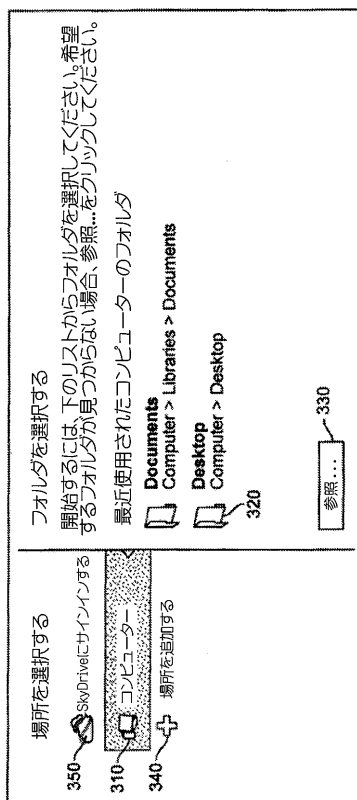 場所を選択する
350
SkyDriveにサインインする
310
コンピューター
340
場所を追加する
フォルダを選択する
開始するには、下のリストからフォルダを選択してください。希望
するフォルダが見つからない場合、参照...をクリックしてください。
最近使用されたコンピューターのフォルダ
Documents
Computer > Libraries > Documents
Desktop
Computer > Desktop
320
参照...
330